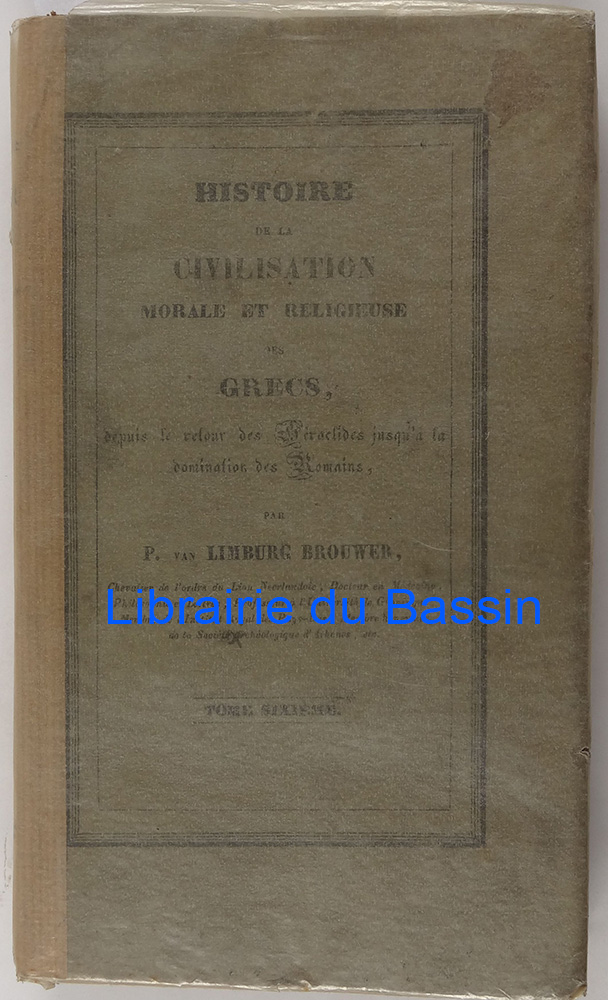 HISTOIRE
DE LA
CIVILISATION
MORALE ET RELIGIEUSE
DES
GRECS,
depuis le retour des Héraclides jusqu'à la
domination des Romains,
PAR
P. VAN LIMBURG BROUWER,
Chevalier de l'ordre du Lion Neerlandais, Docteur en Médecine,
Librairie du Bassin
de la Société Archéologique d'Athènes, etc.
TOME SIXIEME.